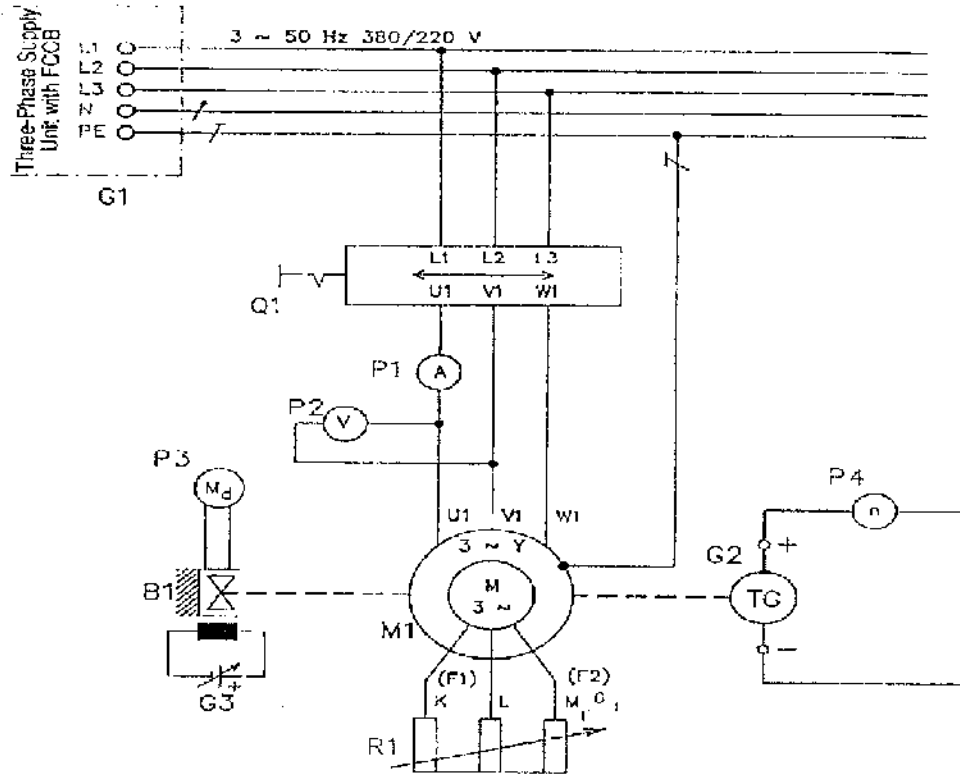 Three-Phase Supply
Unit with FCCB
L1
L2
L3
N
PE
G1
3 ~ 50 Hz 380/220 V
L1 L2 L3
U1 V1 W1
Q1
P1
A
P2
V
P3
Md
U1 V1 W1
3 ~ Y
M
3 ~
M1
B1
G3
+
P4
n
G2
+
TG
−
(F1)
(F2)
K
L
R1